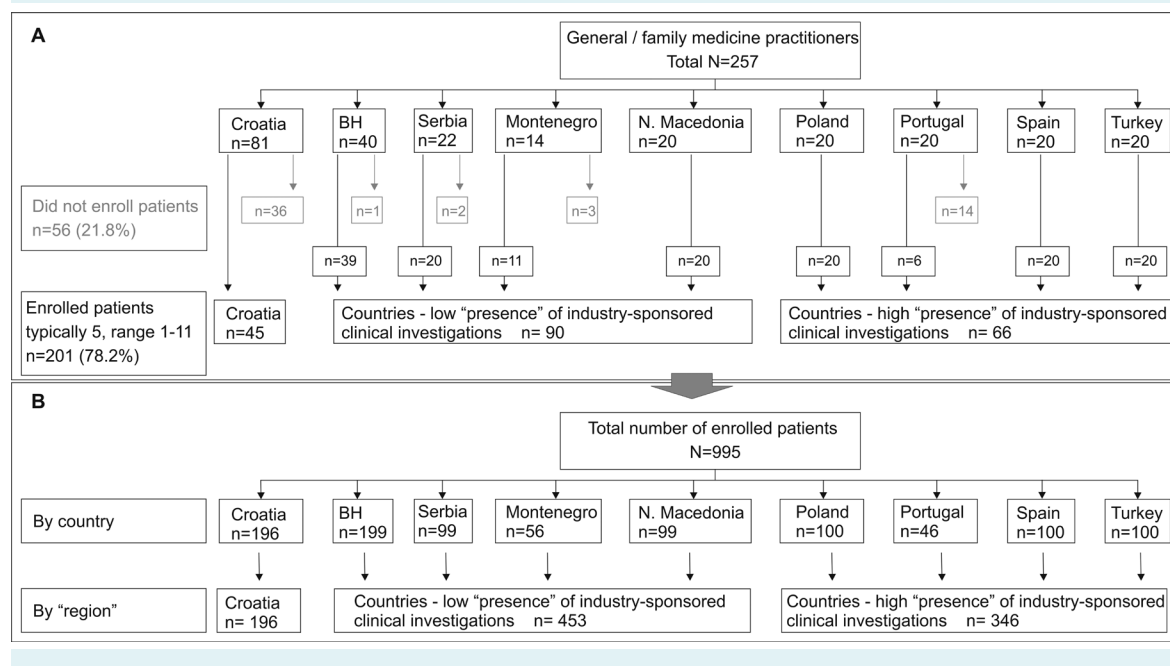 A
General / family medicine practitioners
Total N=257
Croatia
n=81
BH
n=40
Serbia
n=22
Montenegro
n=14
N. Macedonia
n=20
Poland
n=20
Portugal
n=20
Spain
n=20
Turkey
n=20
Did not enroll patients
n=56 (21.8%)
n=36
n=1
n=2
n=3
n=14
n=39
n=20
n=11
n=20
n=20
n=6
n=20
n=20
Enrolled patients
typically 5, range 1-11
n=201 (78.2%)
Croatia
n=45
Countries - low “presence” of industry-sponsored
clinical investigations n= 90
Countries - high “presence” of industry-sponsored
clinical investigations n= 66
B
Total number of enrolled patients
N=995
By country
Croatia
n=196
BH
n=199
Serbia
n=99
Montenegro
n=56
N. Macedonia
n=99
Poland
n=100
Portugal
n=46
Spain
n=100
Turkey
n=100
By “region”
Croatia
n= 196
Countries - low “presence” of industry-sponsored
clinical investigations n= 453
Countries - high “presence” of industry-sponsored
clinical investigations n= 346